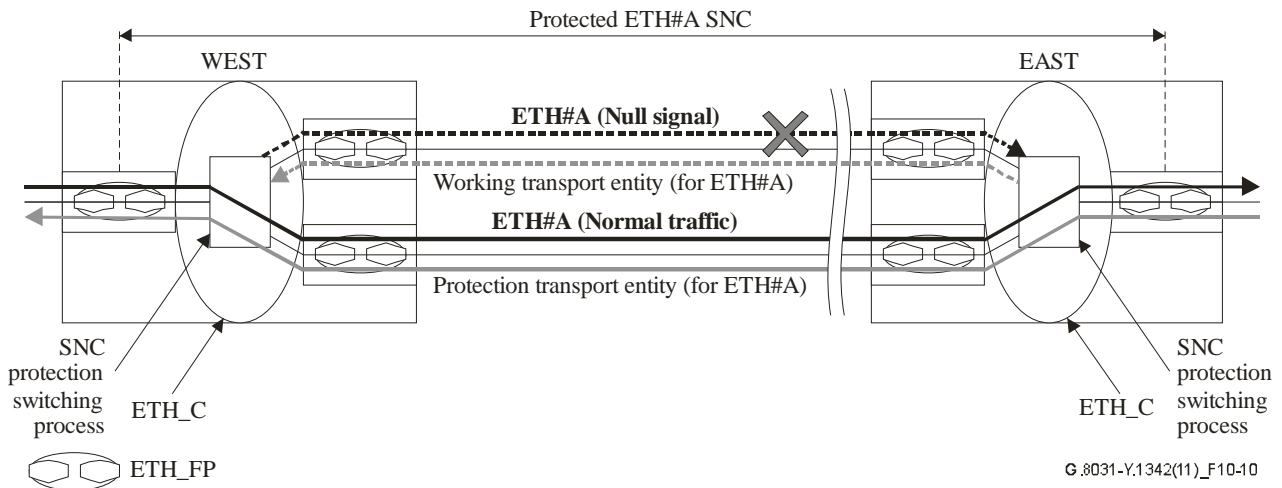 Protected ETH#A SNC
WEST
EAST
ETH#A (Null signal)
Working transport entity (for ETH#A)
ETH#A (Normal traffic)
Protection transport entity (for ETH#A)
SNC
protection
switching
process
ETH_C
ETH_C
SNC
protection
switching
process
ETH_FP
G.8031-Y.1342(11)_F10-10